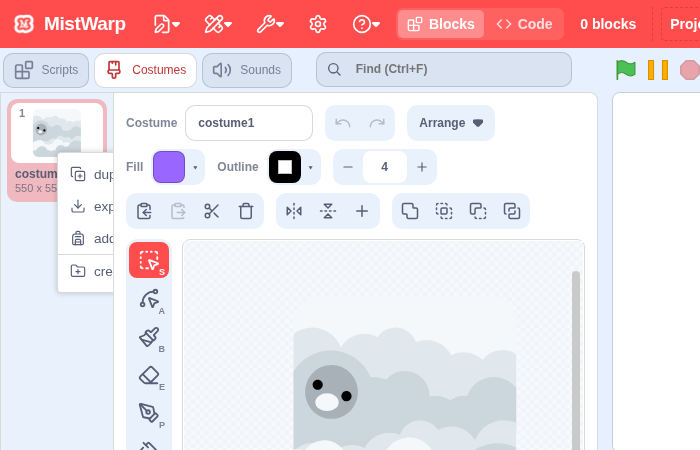 MistWarp
Blocks
Code
0 blocks
Proje
Scripts
Costumes
Sounds
Find (Ctrl+F)
1
costum
550 x 55
dup
exp
add
cre
Costume
costume1
Arrange
Fill
Outline
4
S
A
B
E
P